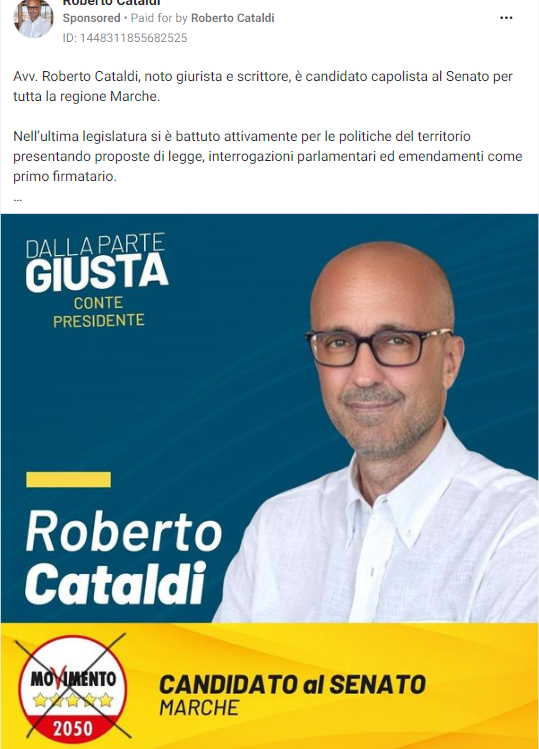 Roberto Cataldi
Sponsored • Paid for by Roberto Cataldi
ID: 1448311855682525
Avv. Roberto Cataldi, noto giurista e scrittore, è candidato capolista al Senato per
tutta la regione Marche.
Nell'ultima legislatura si è battuto attivamente per le politiche del territorio
presentando proposte di legge, interrogazioni parlamentari ed emendamenti come
primo firmatario.
...
DALLA PARTE
GIUSTA
CONTE
PRESIDENTE
Roberto
Cataldi
MOVIMENTO
2050
CANDIDATO al SENATO
MARCHE